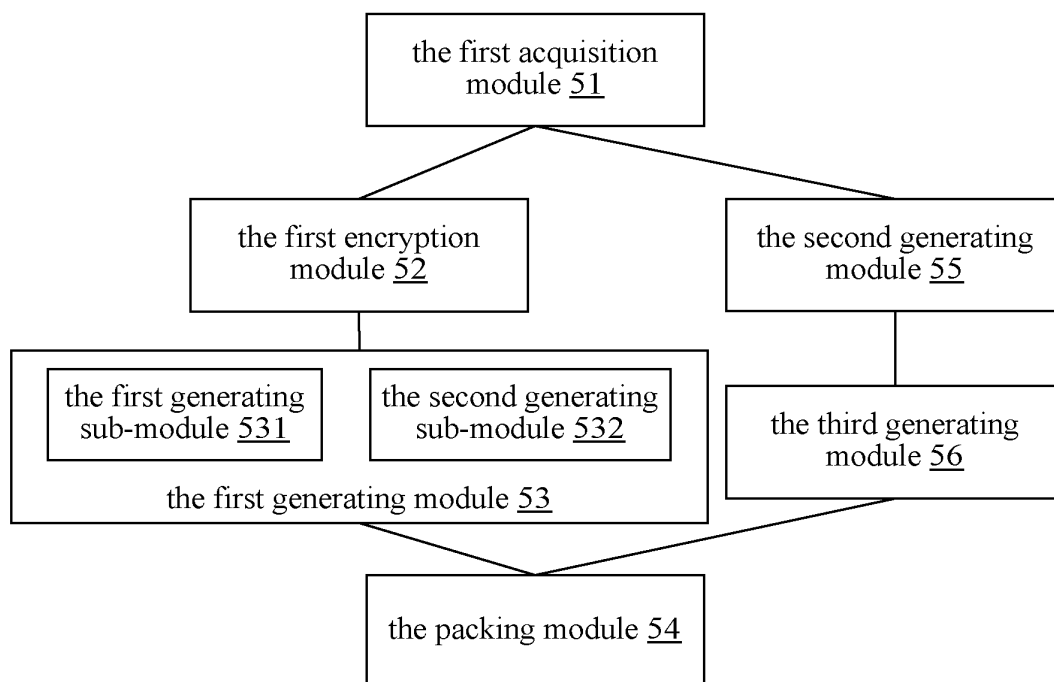 the first acquisition
module 51
the first encryption
module 52
the second generating
module 55
the first generating
sub-module 531
the second generating
sub-module 532
the first generating module 53
the third generating
module 56
the packing module 54